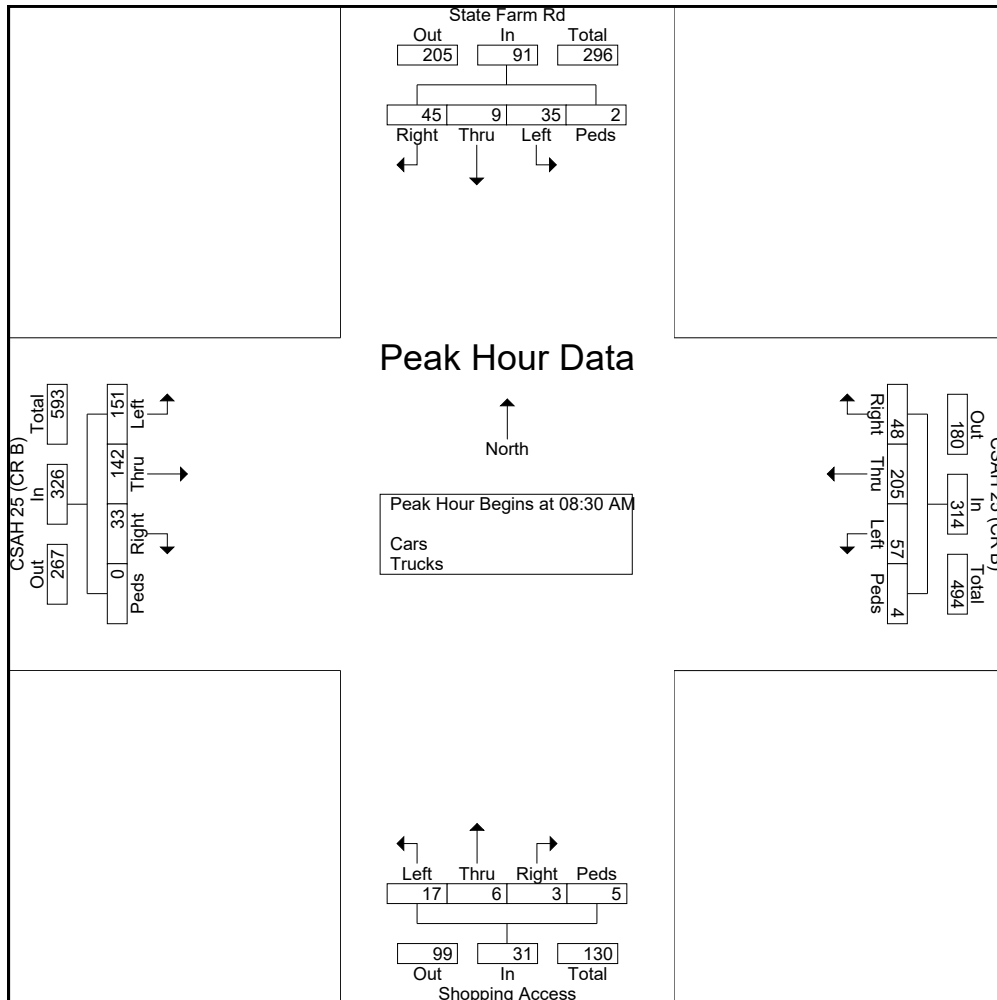 State Farm Rd
Out In Total
205 91 296
45 9 35 2
Right Thru Left Peds
Peak Hour Data
North
Peak Hour Begins at 08:30 AM
Cars
Trucks
CSAH 25 (CR B)
Total In Out
593 326 267
151 142 33 0
Left Thru Right Peds
Right Thru Left Peds
48 205 57 4
180 314 494
Out In Total
CSAH 25 (CR B)
Left Thru Right Peds
17 6 3 5
99 31 130
Out In Total
Shopping Access